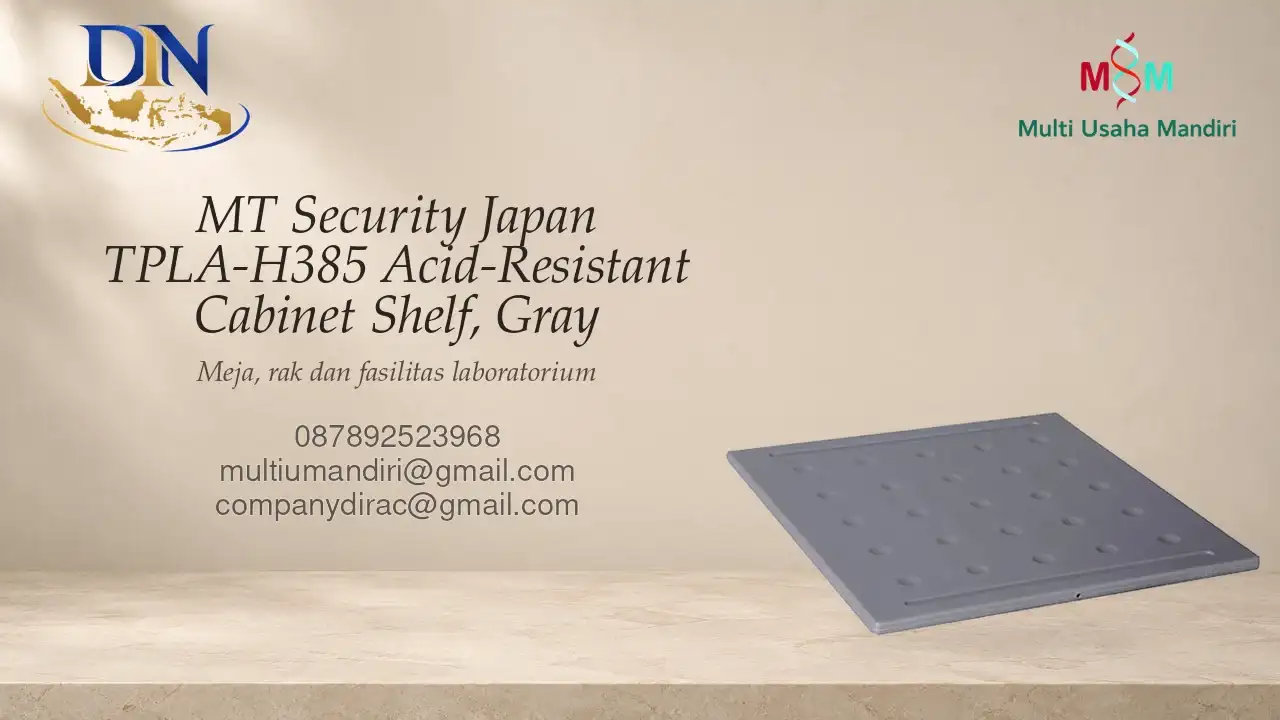 DIN
M M
Multi Usaha Mandiri
MT Security Japan
TPLA-H385 Acid-Resistant
Cabinet Shelf, Gray
Meja, rak dan fasilitas laboratorium
087892523968
multiumandiri@gmail.com
companydirac@gmail.com